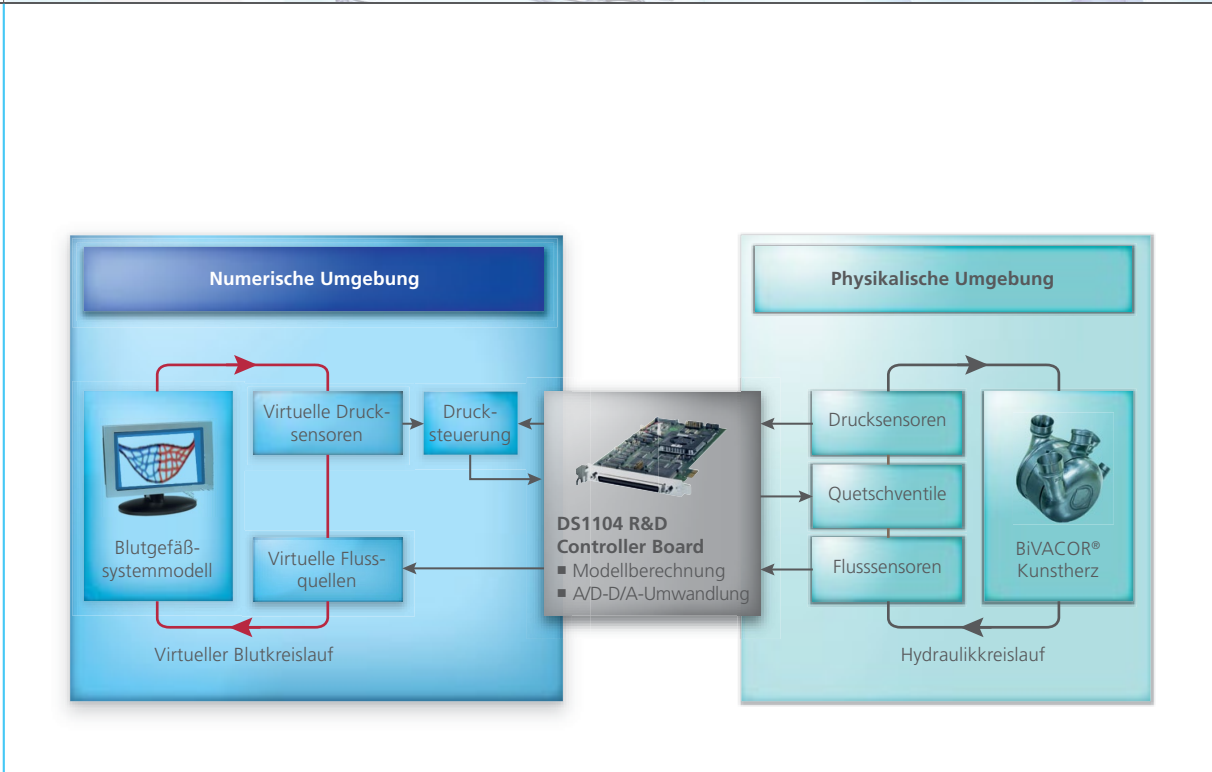 Numerische Umgebung
Physikalische Umgebung
Virtuelle Druck-
sensoren
Druck-
steuerung
Drucksensoren
Quetschventile
Flusssensoren
Blutgefäß-
systemmodell
Virtuelle Fluss-
quellen
DS1104 R&D
Controller Board
■ Modellberechnung
■ A/D-D/A-Umwandlung
BiVACOR®
Kunstherz
Virtueller Blutkreislauf
Hydraulikkreislauf